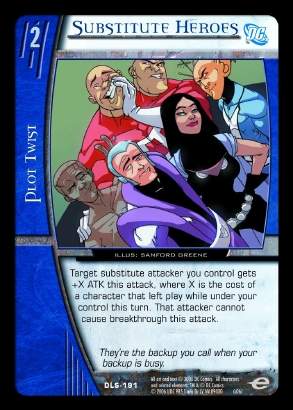 2
SUBSTITUTE HEROES
DC
PLOT TWIST
ILLUS: SANFORD GREENE
Target substitute attacker you control gets
+X ATK this attack, where X is the cost
of a character that left play while under your
control this turn. That attacker cannot
cause breakthrough this attack.
They're the backup you call when your
backup is busy.
DLS-191